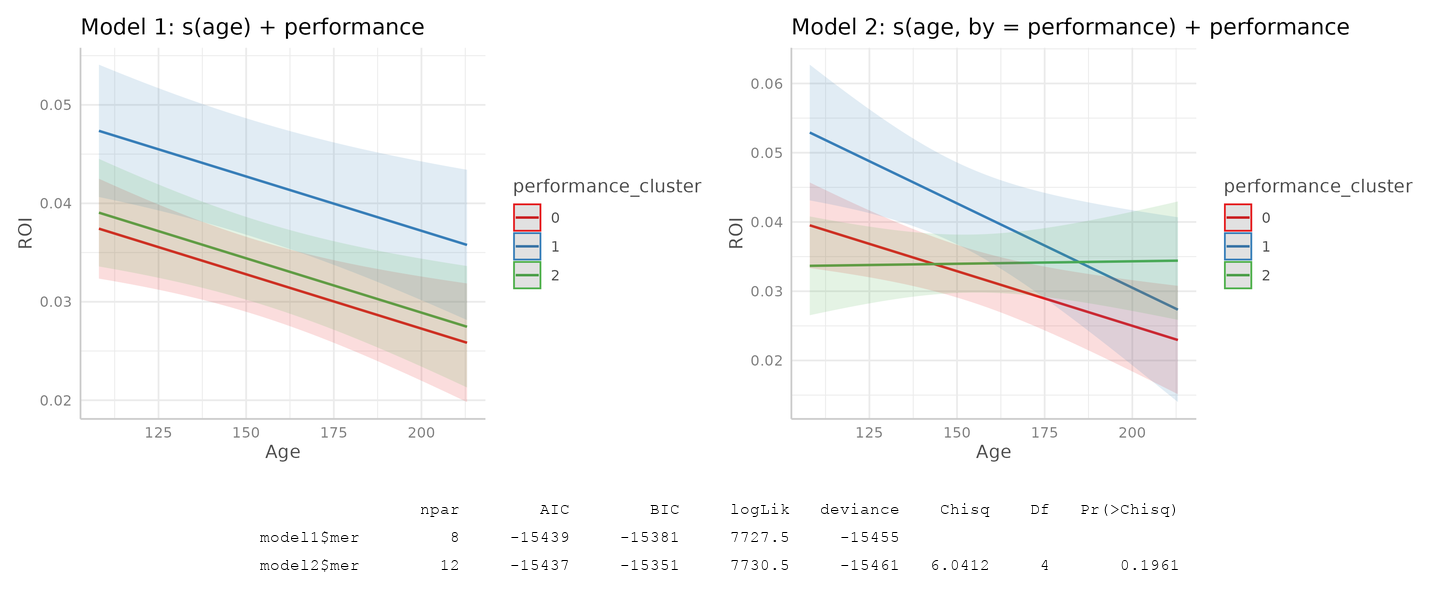 Model 1: s(age) + performance
0.05
0.04
0.03
0.02
ROI
125 150 175 200
Age
performance_cluster
0
1
2
Model 2: s(age, by = performance) + performance
0.06
0.05
0.04
0.03
0.02
ROI
125 150 175 200
Age
performance_cluster
0
1
2
npar AIC BIC logLik deviance Chisq Df Pr(>Chisq)
model1$mer 8 -15439 -15381 7727.5 -15455
model2$mer 12 -15437 -15351 7730.5 -15461 6.0412 4 0.1961